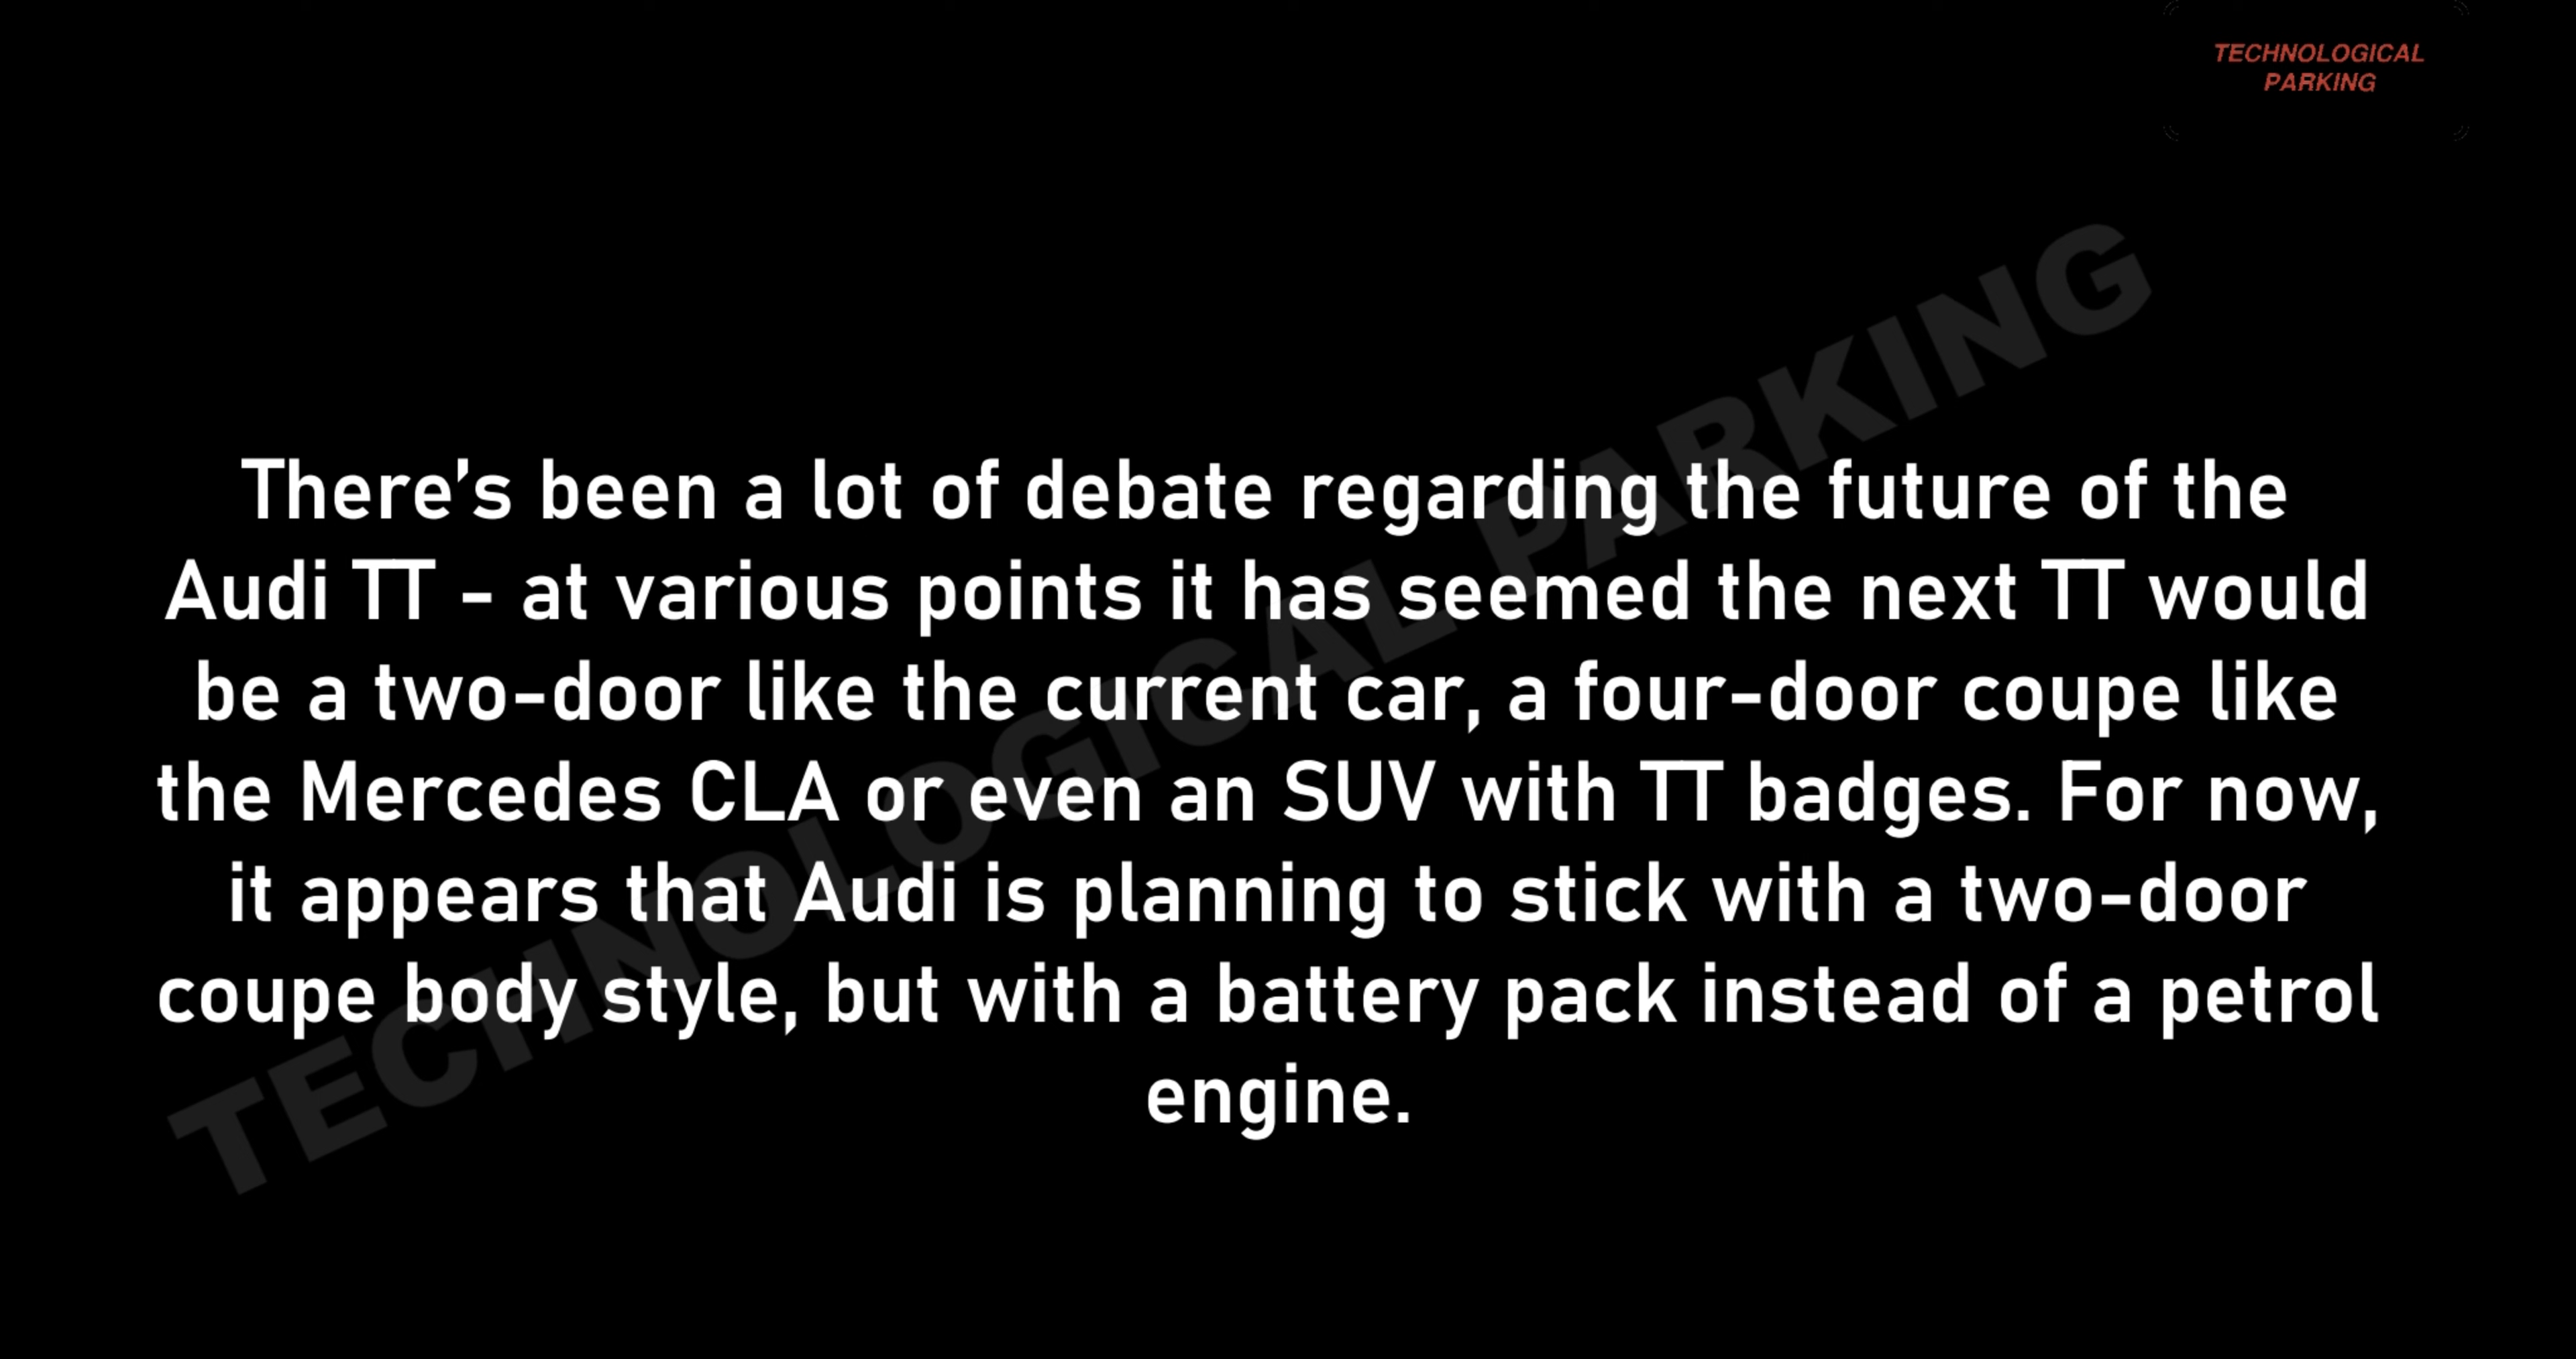 TECHNOLOGICAL
PARKING
There’s been a lot of debate regarding the future of the
Audi TT - at various points it has seemed the next TT would
be a two-door like the current car, a four-door coupe like
the Mercedes CLA or even an SUV with TT badges. For now,
it appears that Audi is planning to stick with a two-door
coupe body style, but with a battery pack instead of a petrol
engine.
TECHNOLOGICAL PARKING